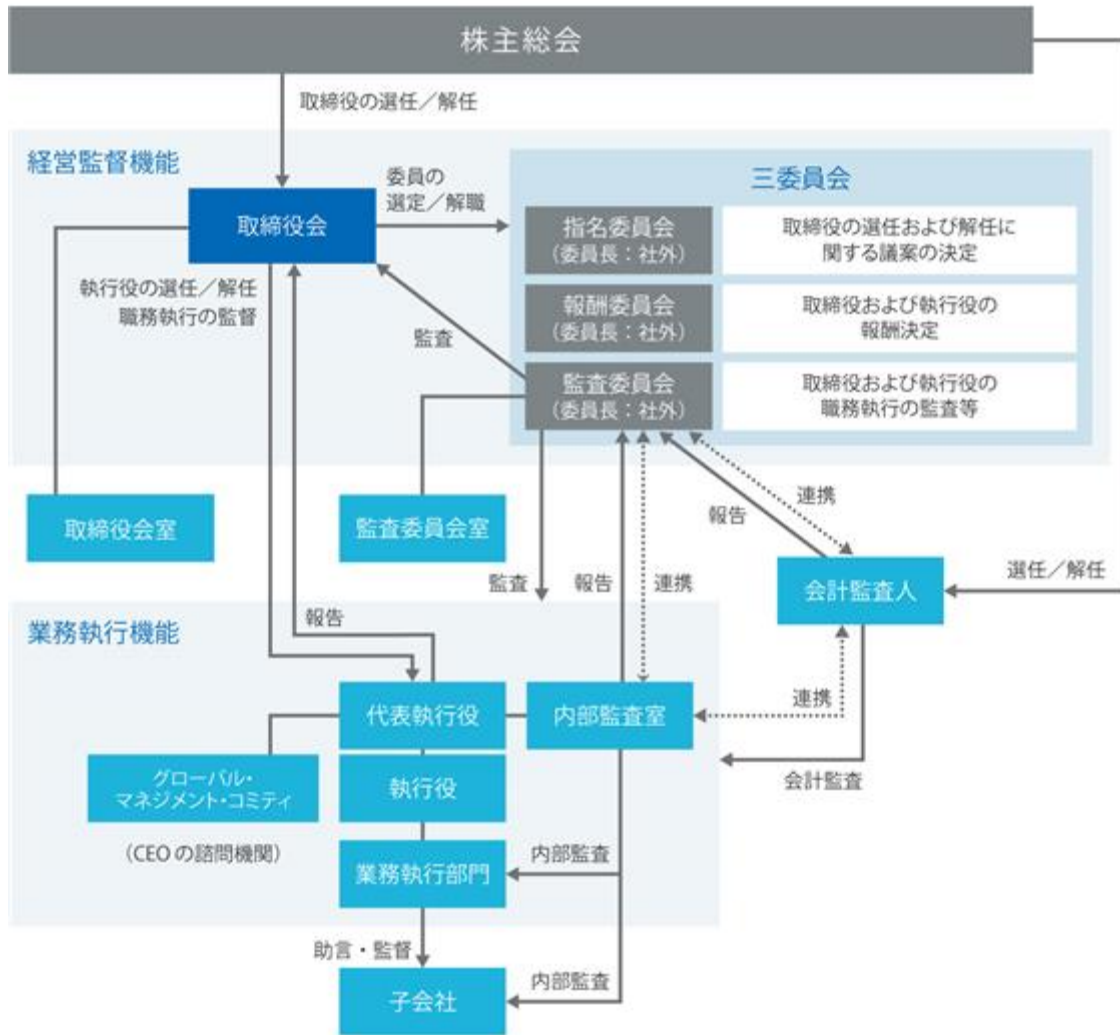 株主総会
取締役の選任／解任
経営監督機能
三委員会
委員の
選定／解職
取締役会
指名委員会
（委員長：社外）
取締役の選任および解任に
関する議案の決定
執行役の選任／解任
職務執行の監督
報酬委員会
（委員長：社外）
取締役および執行役の
報酬決定
監査
監査委員会
（委員長：社外）
取締役および執行役の
職務執行の監査等
取締役会室
監査委員会室
連携
報告
監査
報告
連携
会計監査人
選任／解任
業務執行機能
報告
代表執行役
内部監査室
連携
グローバル・
マネジメント・コミティ
執行役
会計監査
（CEOの諮問機関）
業務執行部門
内部監査
助言・監督
子会社
内部監査